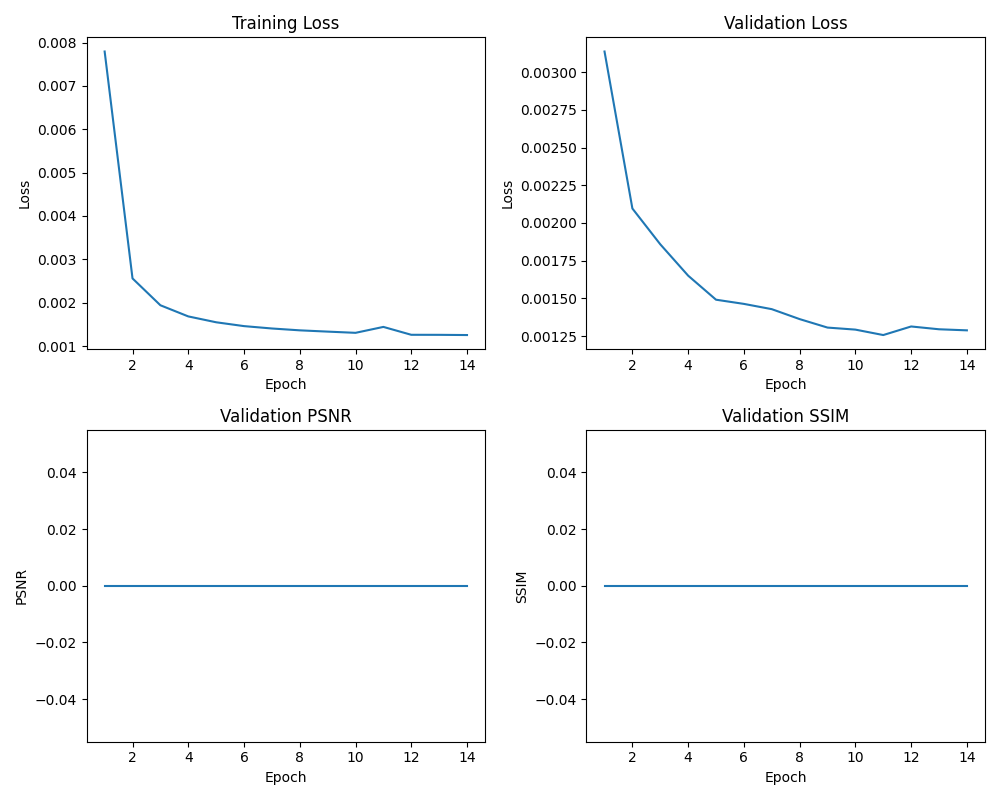 Training Loss
Loss
0.008
0.007
0.006
0.005
0.004
0.003
0.002
0.001
2 4 6 8 10 12 14
Epoch
Validation Loss
Loss
0.00300
0.00275
0.00250
0.00225
0.00200
0.00175
0.00150
0.00125
2 4 6 8 10 12 14
Epoch
Validation PSNR
PSNR
0.04
0.02
0.00
−0.02
−0.04
2 4 6 8 10 12 14
Epoch
Validation SSIM
SSIM
0.04
0.02
0.00
−0.02
−0.04
2 4 6 8 10 12 14
Epoch